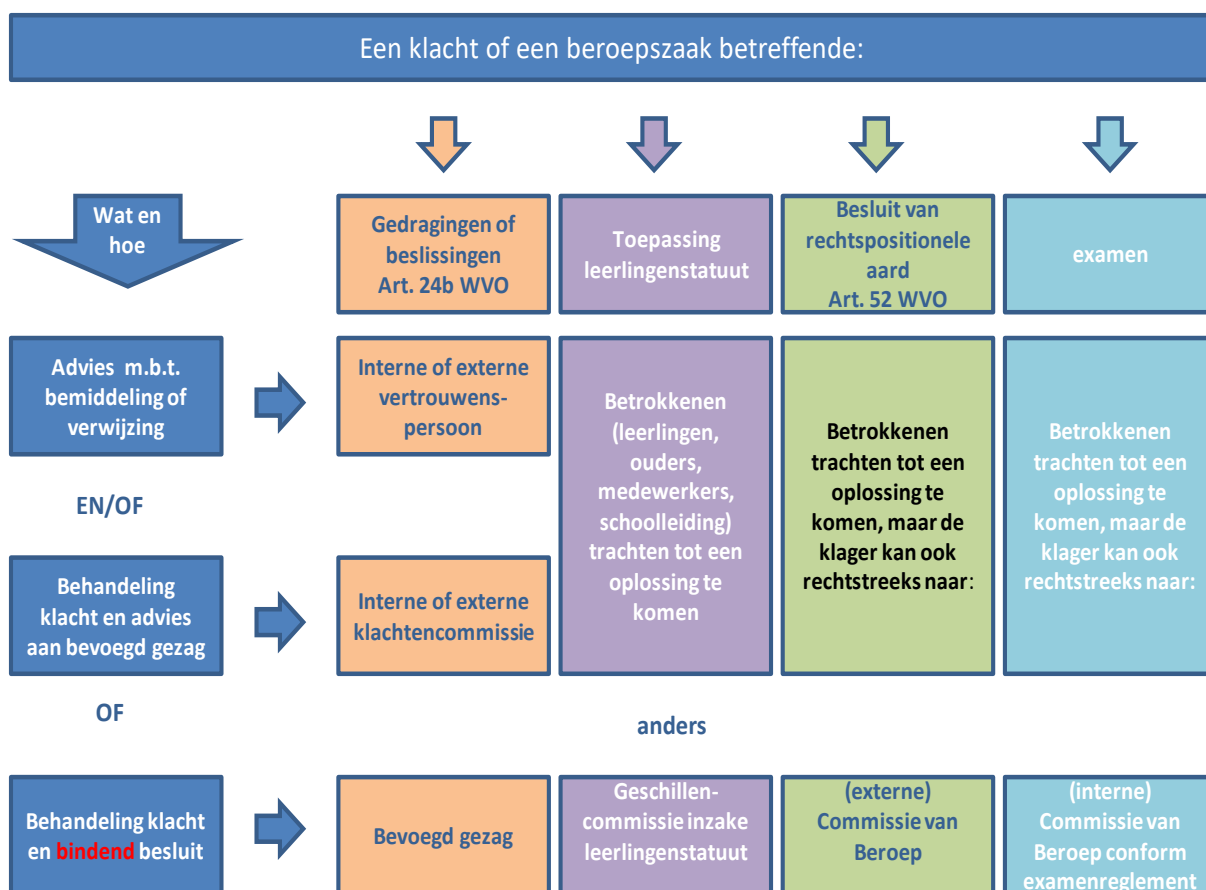 Een klacht of een beroepszaak betreffende:
Wat en
hoe
Gedragingen of
beslissingen
Art. 24b WVO
Toepassing
leerlingenstatuut
Besluit van
rechtspositionele
aard
Art. 52 WVO
examen
Advies m.b.t.
bemiddeling of
verwijzing
Interne of externe
vertrouwens-
persoon
Betrokkenen
(leerlingen,
ouders,
medewerkers,
schoolleiding)
trachten tot een
oplossing te
komen
Betrokkenen
trachten tot een
oplossing te
komen, maar de
klager kan ook
rechtstreeks naar:
Betrokkenen
trachten tot een
oplossing te
komen, maar de
klager kan ook
rechtstreeks naar:
EN/OF
Behandeling
klacht en advies
aan bevoegd gezag
Interne of externe
klachtencommissie
OF
anders
Behandeling klacht
en bindend besluit
Bevoegd gezag
Geschillen-
commissie inzake
leerlingenstatuut
(externe)
Commissie van
Beroep
(interne)
Commissie van
Beroep conform
examenreglement